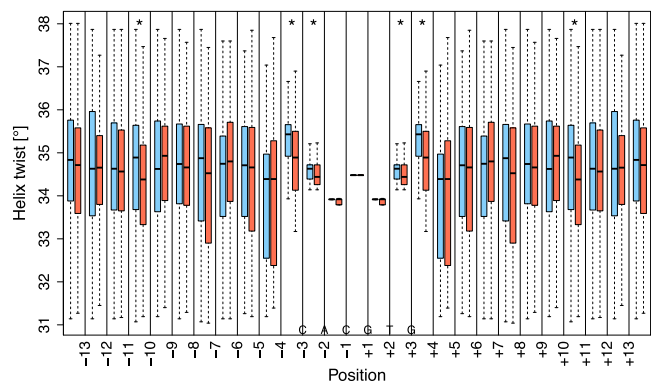 * * * * * *
38
37
36
35
34
33
31
32
Helix twist [°]
C A C G T G
−13 −12 −11 −10 −9 −8 −7 −6 −5 −4 −3 −2 −1 +1 +2 +3 +4 +5 +6 +7 +8 +9 +10 +11 +12 +13
Position